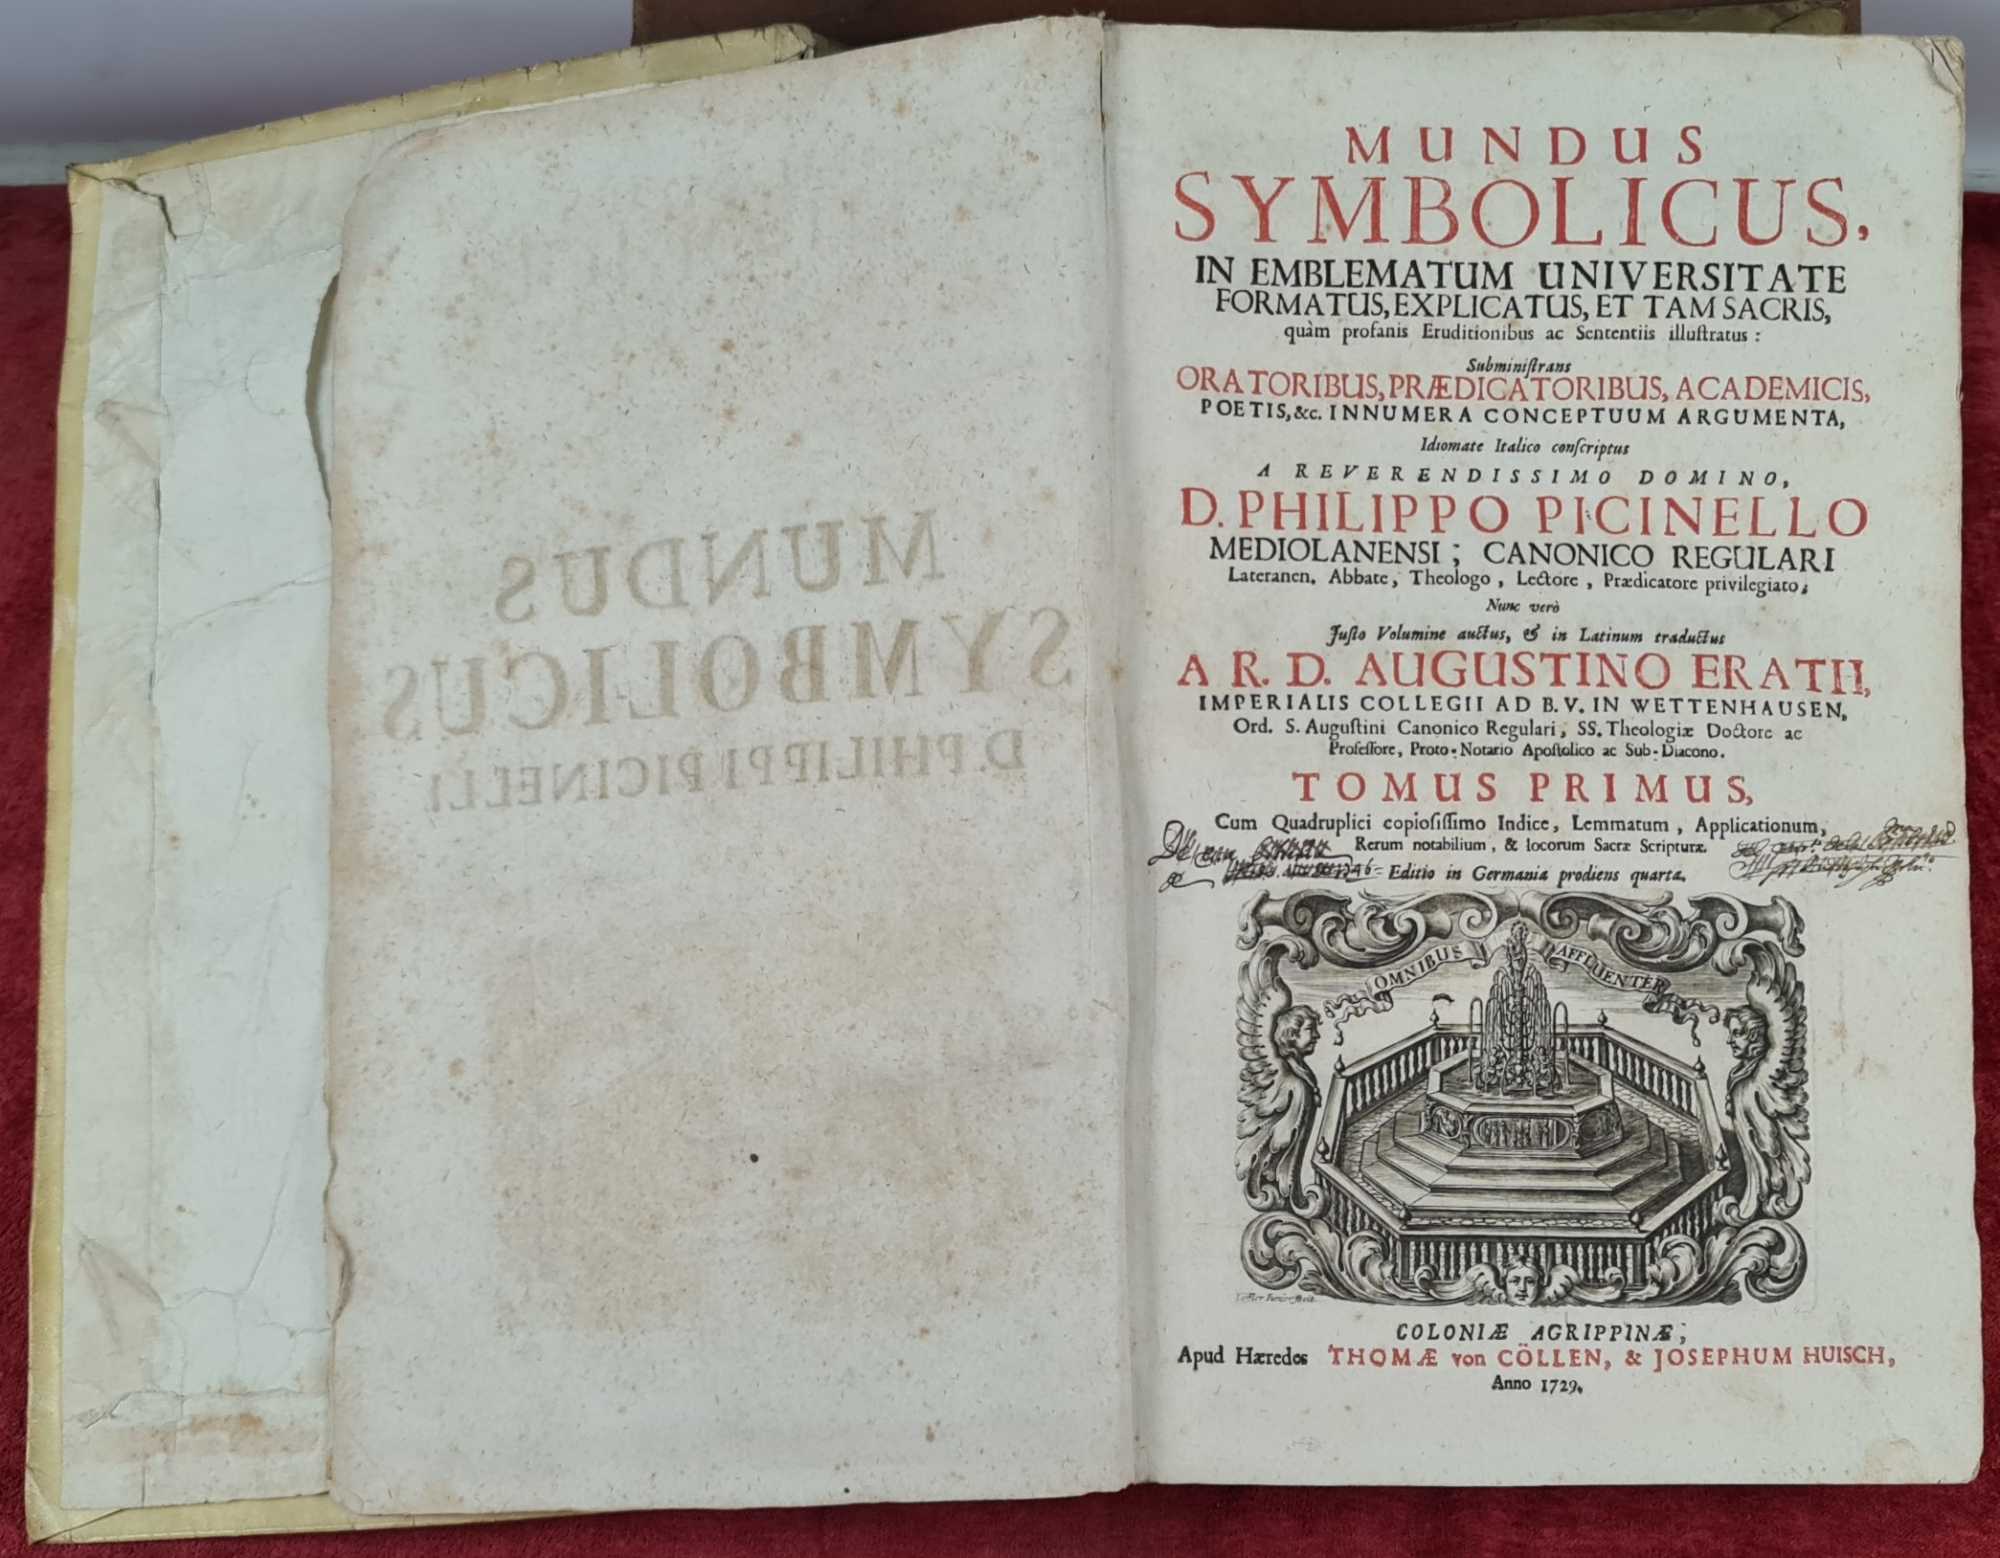 MUNDUS
SYMBOLICUS
D. PHILIPPI PICINELLI
MUNDUS
SYMBOLICUS,
IN EMBLEMATUM UNIVERSITATE
FORMATUS, EXPLICATUS, ET TAM SACRIS,
quàm profanis Eruditionibus ac Sententiis illuſtratus:
Subminiſtrans
ORATORIBUS, PRÆDICATORIBUS, ACADEMICIS,
POETIS, &c. INNUMERA CONCEPTUUM ARGUMENTA,
Idiomate Italico conſcriptus
A REVERENDISSIMO DOMINO,
D. PHILIPPO PICINELLO
MEDIOLANENSI; CANONICO REGULARI
Lateranen. Abbate, Theologo, Lectore, Prædicatore privilegiato;
Nunc verò
Juſto Volumine auctus, & in Latinum traductus
A R. D. AUGUSTINO ERATH,
IMPERIALIS COLLEGII AD B. V. IN WETTENHAUSEN,
Ord. S. Auguſtini Canonico Regulari, SS. Theologiæ Doctore ac
Profeſſore, Proto-Notario Apoſtolico ac Sub-Diacono.
TOMUS PRIMUS,
Cum Quadruplici copioſiſſimo Indice, Lemmatum, Applicationum,
Rerum notabilium, & locorum Sacræ Scripturæ.
Editio in Germania prodiens quarta.
OMNIBUS AFFLUENTER
COLONIÆ AGRIPPINÆ,
Apud Hæredes THOMÆ von CÖLLEN, & JOSEPHUM HUISCH,
Anno 1729.